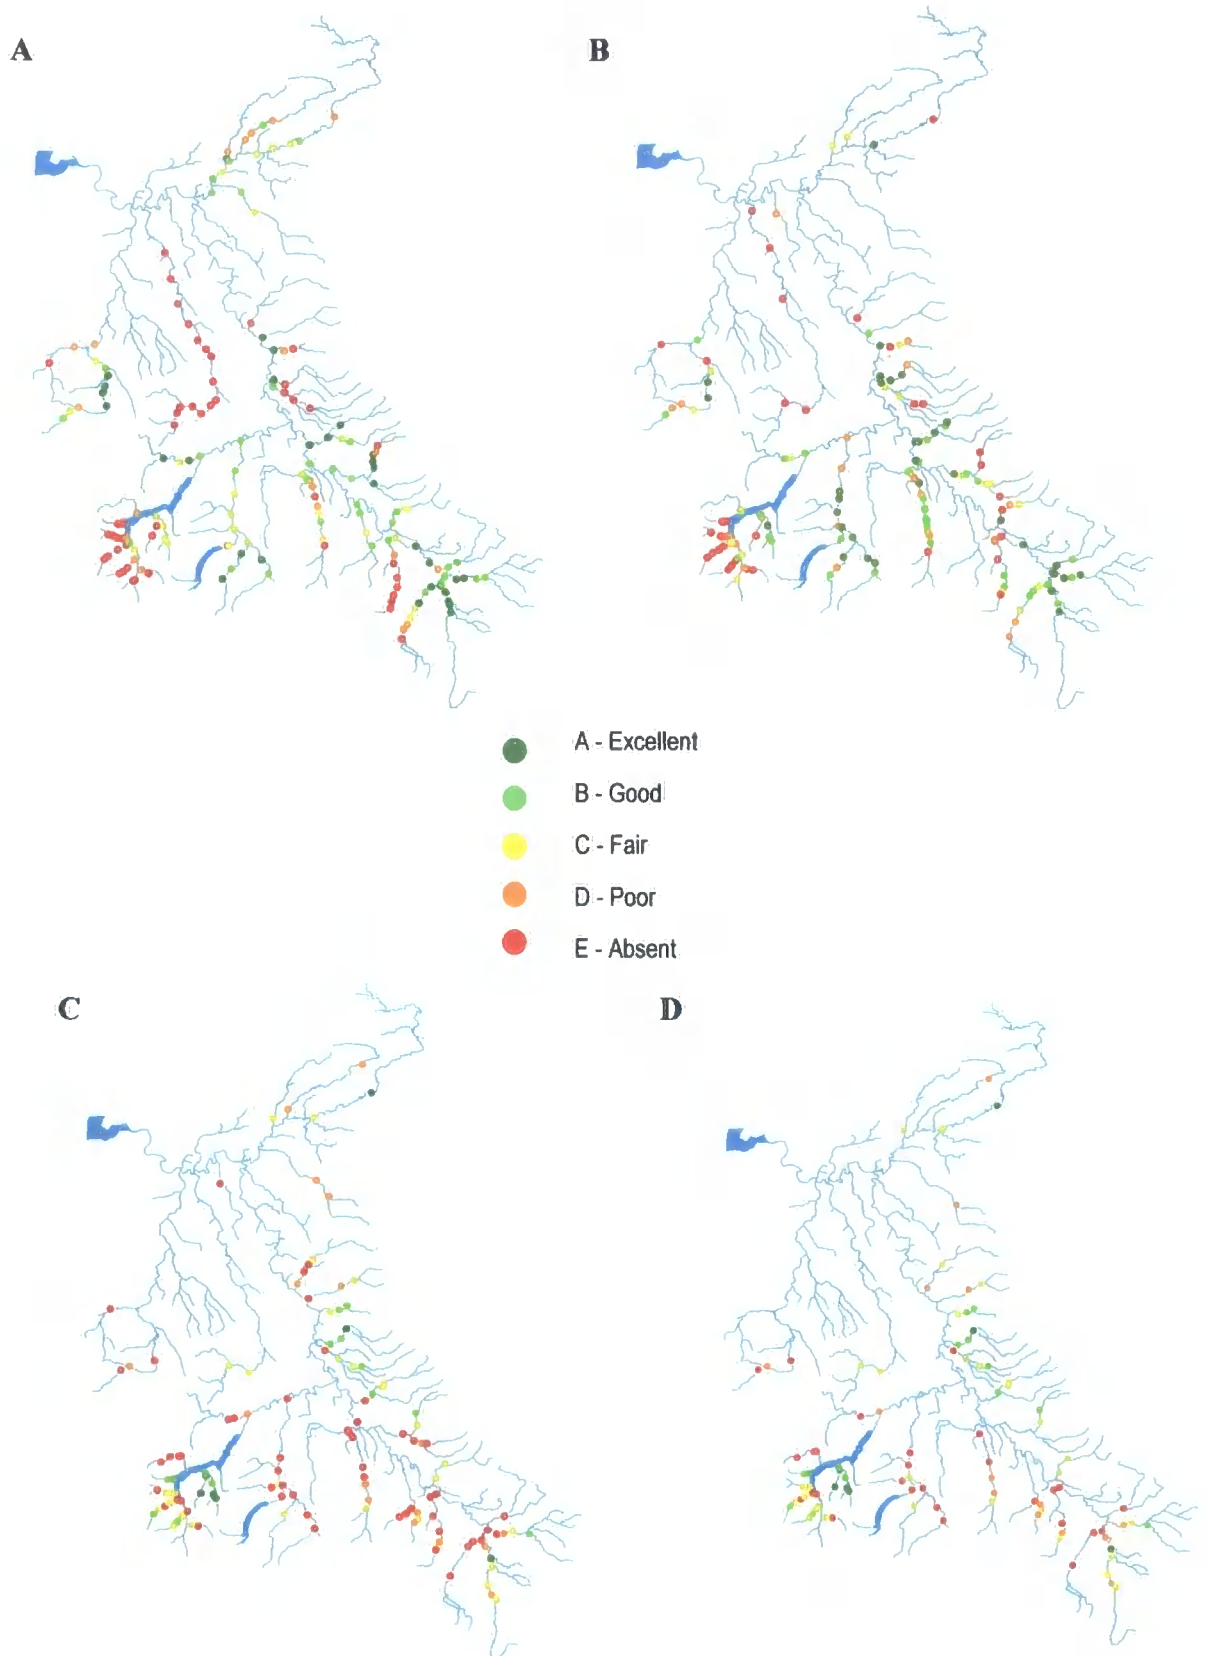 A
B
A - Excellent
B - Good
C - Fair
D - Poor
E - Absent
C
D